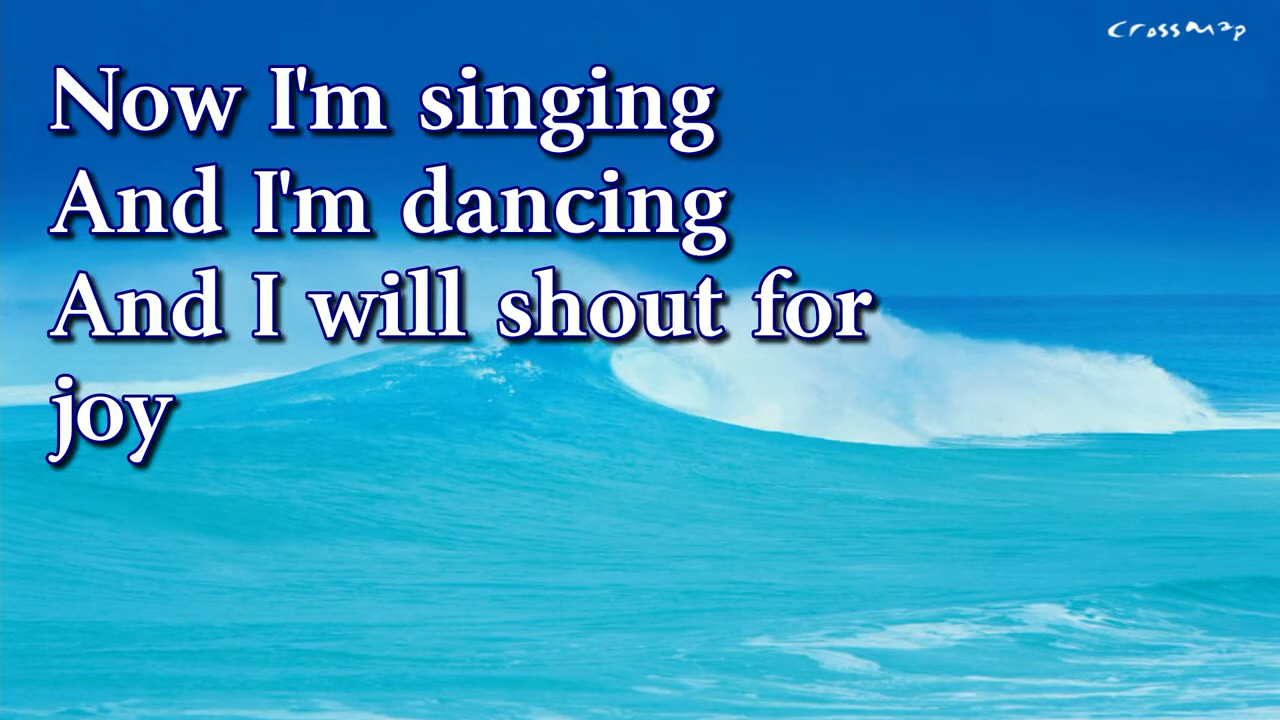 crossmap
Now I'm singing
And I'm dancing
And I will shout for
joy